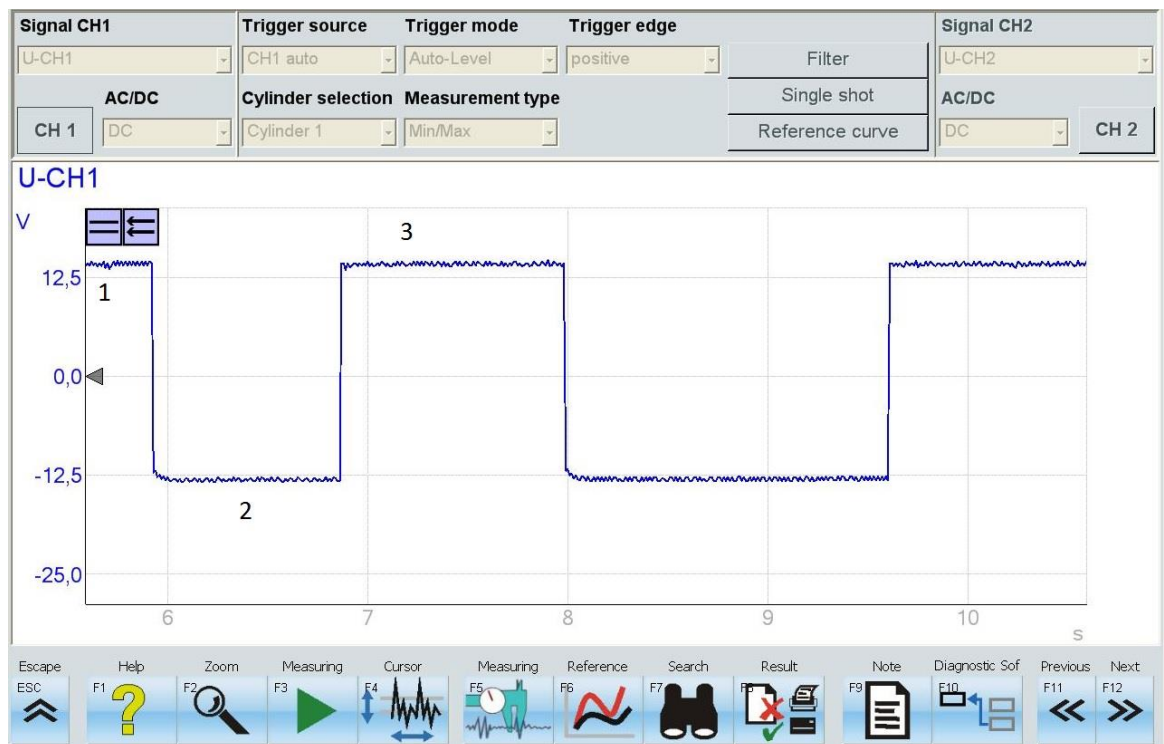 Signal CH1 Trigger source Trigger mode Trigger edge Signal CH2
U-CH1 CH1 auto Auto-Level positive Filter U-CH2
AC/DC Cylinder selection Measurement type Single shot AC/DC
CH 1 DC Cylinder 1 Min/Max Reference curve DC CH 2
U-CH1
V
3
12,5
1
0,0
-12,5
2
-25,0
6 7 8 9 10
s
Escape Help Zoom Measuring Cursor Measuring Reference Search Result Note Diagnostic Sof Previous Next
ESC F1 F2 F3 F4 F5 F6 F7 F8 F9 F10 F11 F12